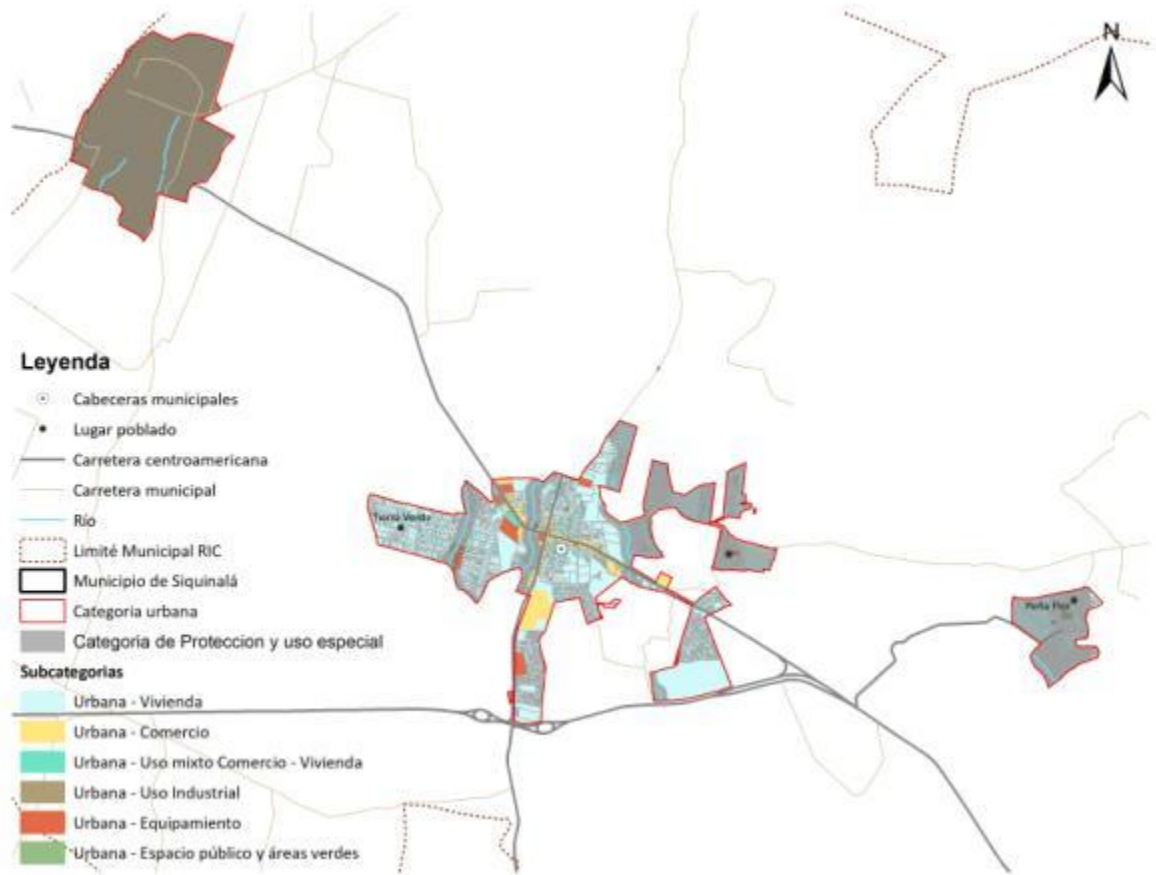 N
Leyenda
Cabeceras municipales
Lugar poblado
Carretera centroamericana
Carretera municipal
Río
Limité Municipal RIC
Municipio de Siquinalá
Categoria urbana
Categoria de Proteccion y uso especial
Subcategorias
Urbana - Vivienda
Urbana - Comercio
Urbana - Uso mixto Comercio - Vivienda
Urbana - Uso Industrial
Urbana - Equipamiento
Urbana - Espacio público y áreas verdes
Tierra Verde
Peña Flor